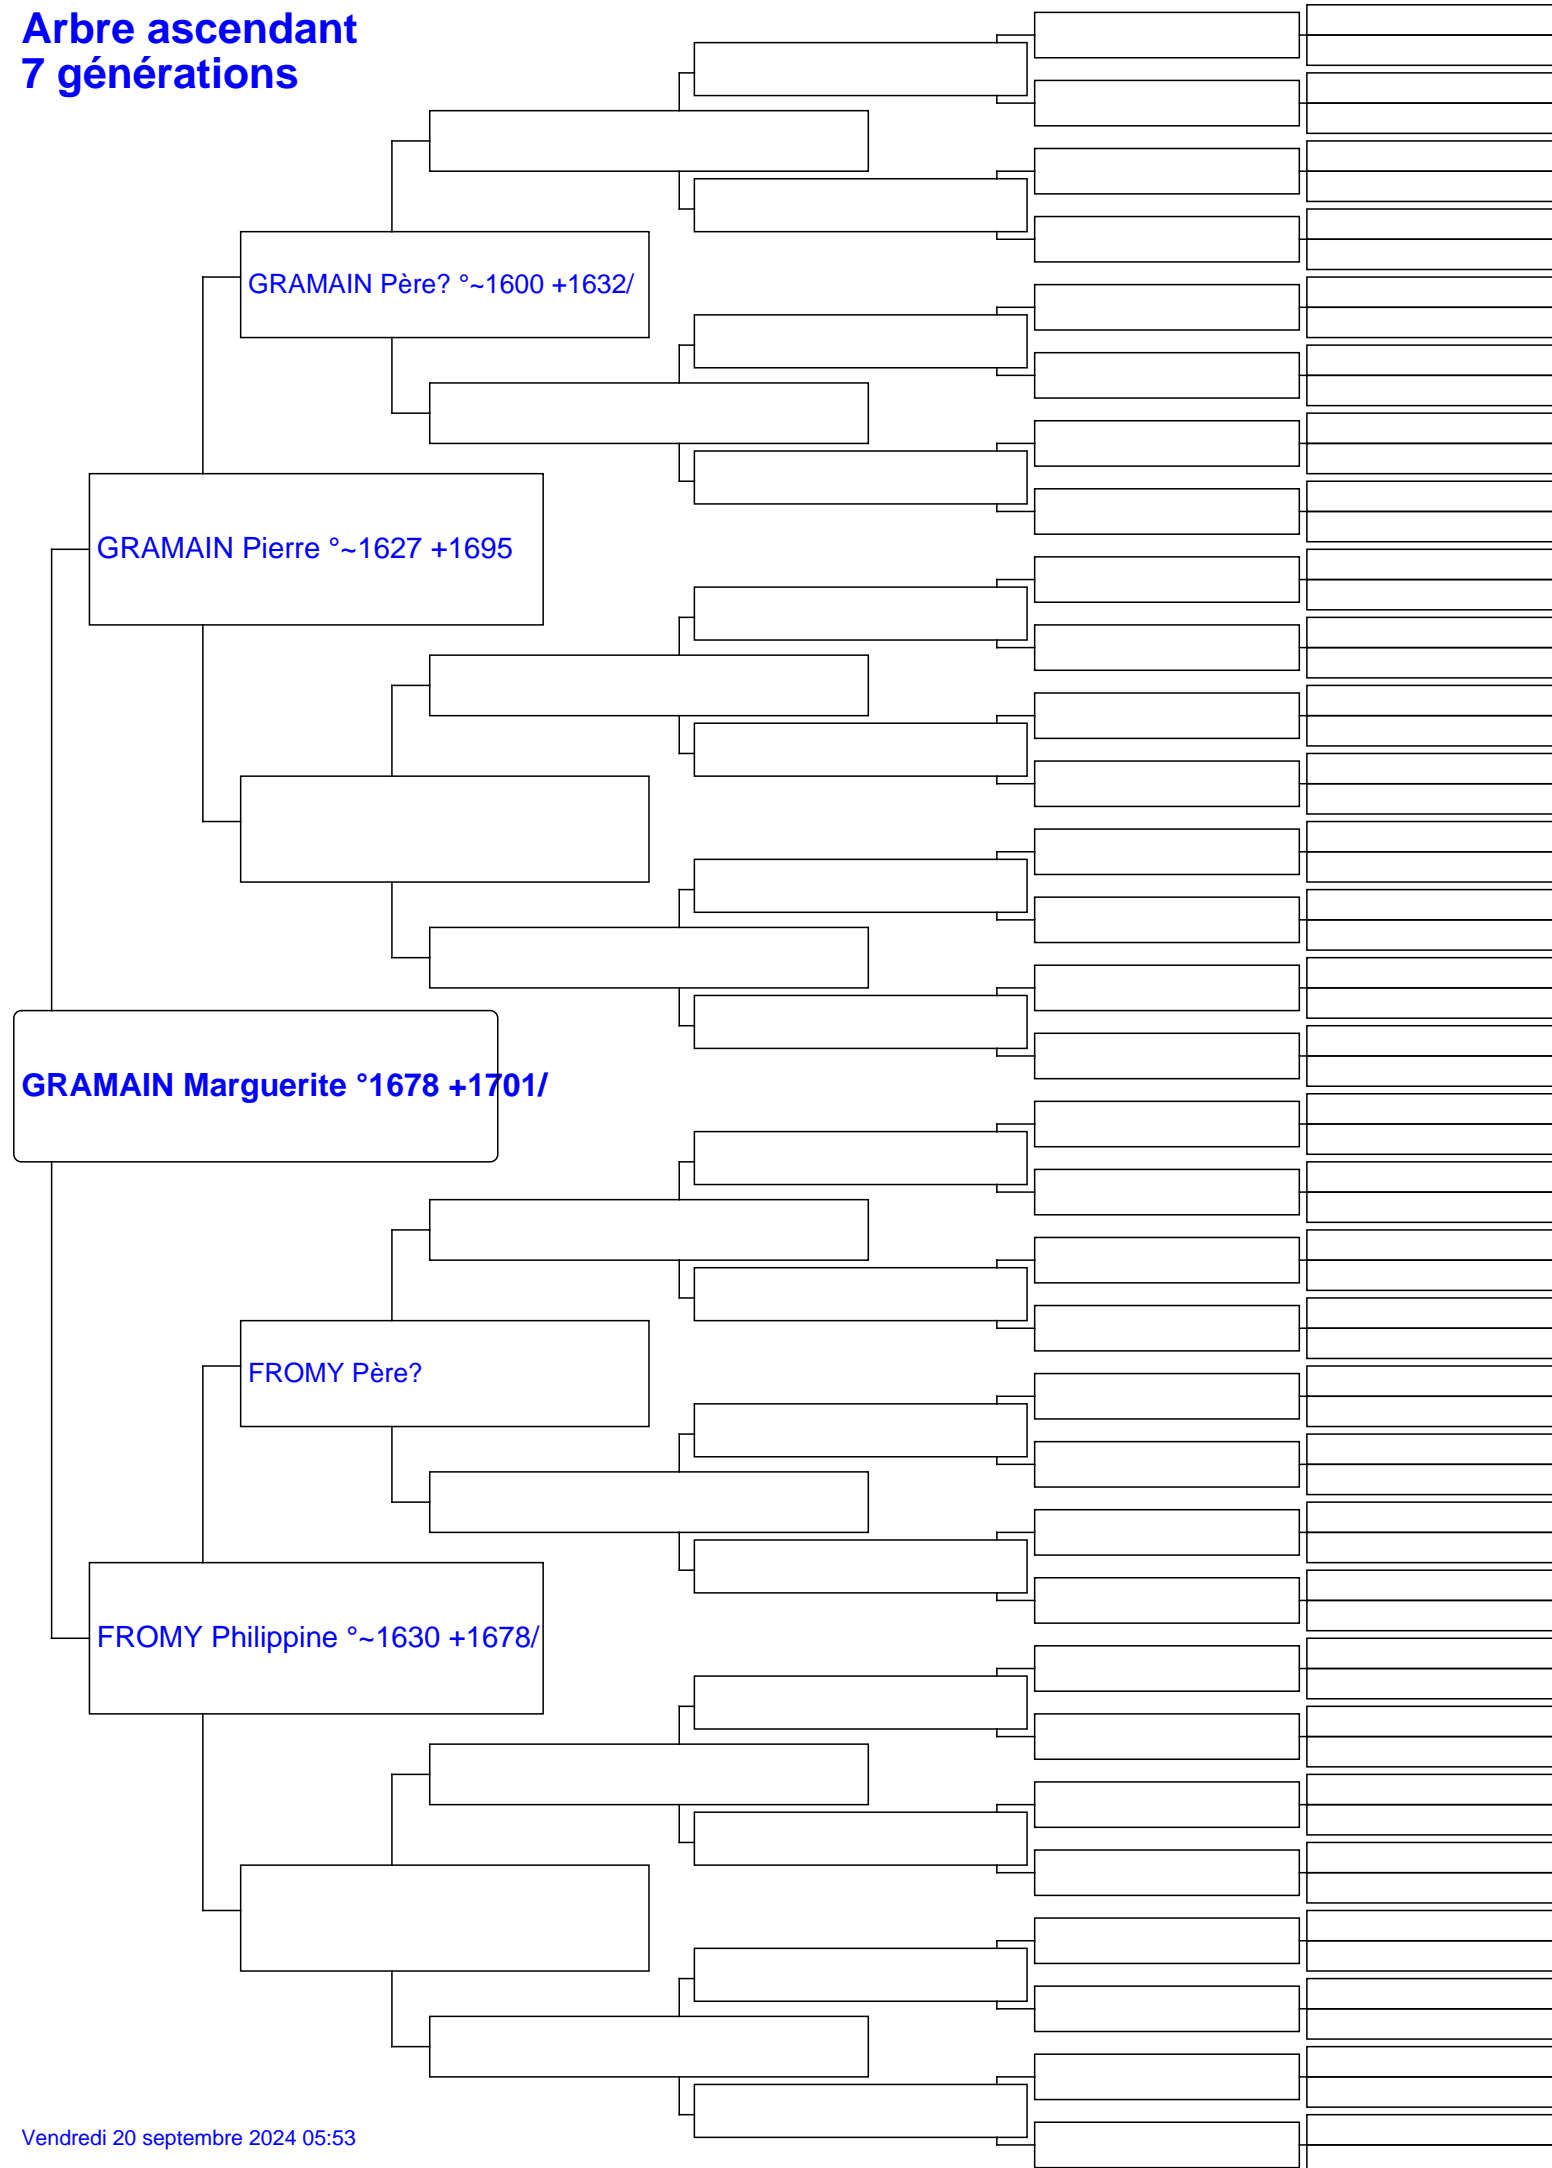 Arbre ascendant
7 générations
GRAMAIN Père? °~1600 +1632/
GRAMAIN Pierre °~1627 +1695
GRAMAIN Marguerite °1678 +1701/
FROMY Père?
FROMY Philippine °~1630 +1678/
Vendredi 20 septembre 2024 05:53